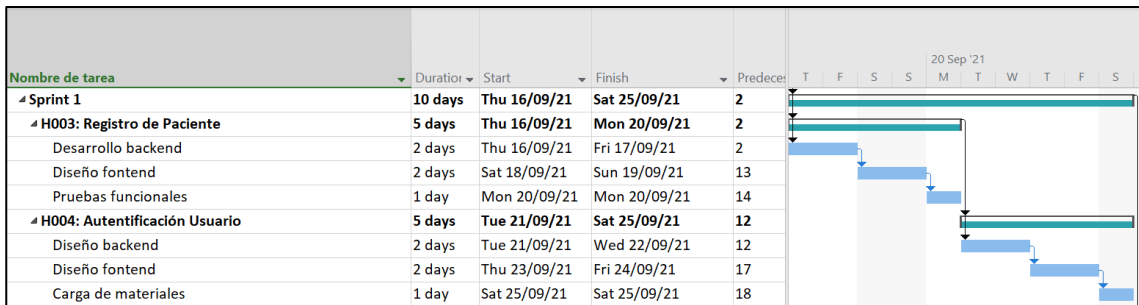 20 Sep '21
Nombre de tarea Duratior Start Finish Predeces T F S S M T W T F S
Sprint 1 10 days Thu 16/09/21 Sat 25/09/21 2
H003: Registro de Paciente 5 days Thu 16/09/21 Mon 20/09/21 2
Desarrollo backend 2 days Thu 16/09/21 Fri 17/09/21 2
Diseño fontend 2 days Sat 18/09/21 Sun 19/09/21 13
Pruebas funcionales 1 day Mon 20/09/21 Mon 20/09/21 14
H004: Autentificación Usuario 5 days Tue 21/09/21 Sat 25/09/21 12
Diseño backend 2 days Tue 21/09/21 Wed 22/09/21 12
Diseño fontend 2 days Thu 23/09/21 Fri 24/09/21 17
Carga de materiales 1 day Sat 25/09/21 Sat 25/09/21 18